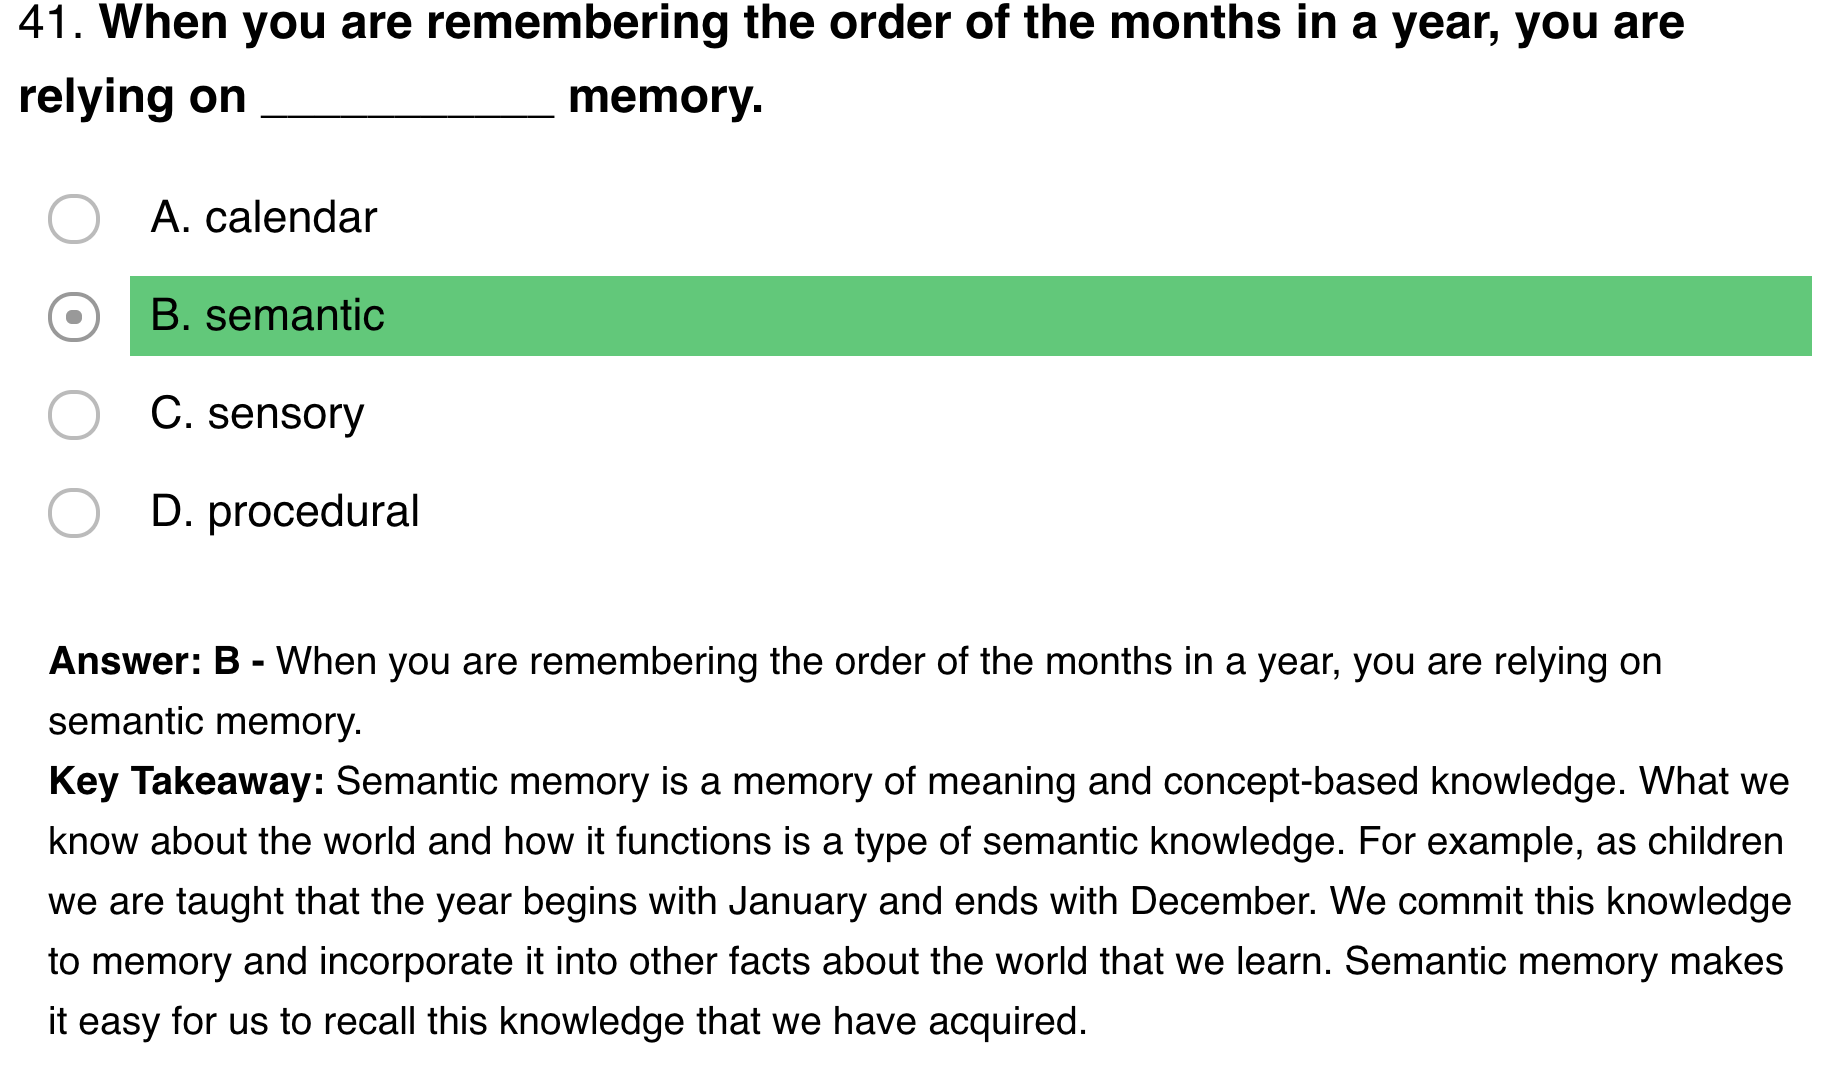 41. When you are remembering the order of the months in a year, you are
relying on ___________ memory.
A. calendar
B. semantic
C. sensory
D. procedural
Answer: B - When you are remembering the order of the months in a year, you are relying on
semantic memory.
Key Takeaway: Semantic memory is a memory of meaning and concept-based knowledge. What we
know about the world and how it functions is a type of semantic knowledge. For example, as children
we are taught that the year begins with January and ends with December. We commit this knowledge
to memory and incorporate it into other facts about the world that we learn. Semantic memory makes
it easy for us to recall this knowledge that we have acquired.